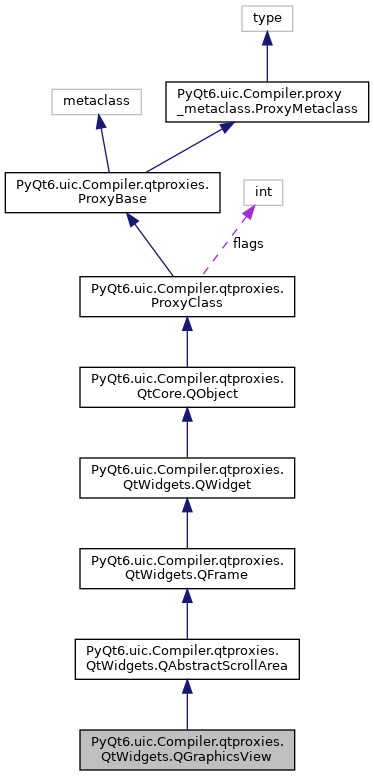 type
PyQt6.uic.Compiler.proxy
_metaclass.ProxyMetaclass
metaclass
PyQt6.uic.Compiler.qtproxies.
ProxyBase
int
flags
PyQt6.uic.Compiler.qtproxies.
ProxyClass
PyQt6.uic.Compiler.qtproxies.
QtCore.QObject
PyQt6.uic.Compiler.qtproxies.
QtWidgets.QWidget
PyQt6.uic.Compiler.qtproxies.
QtWidgets.QFrame
PyQt6.uic.Compiler.qtproxies.
QtWidgets.QAbstractScrollArea
PyQt6.uic.Compiler.qtproxies.
QtWidgets.QGraphicsView